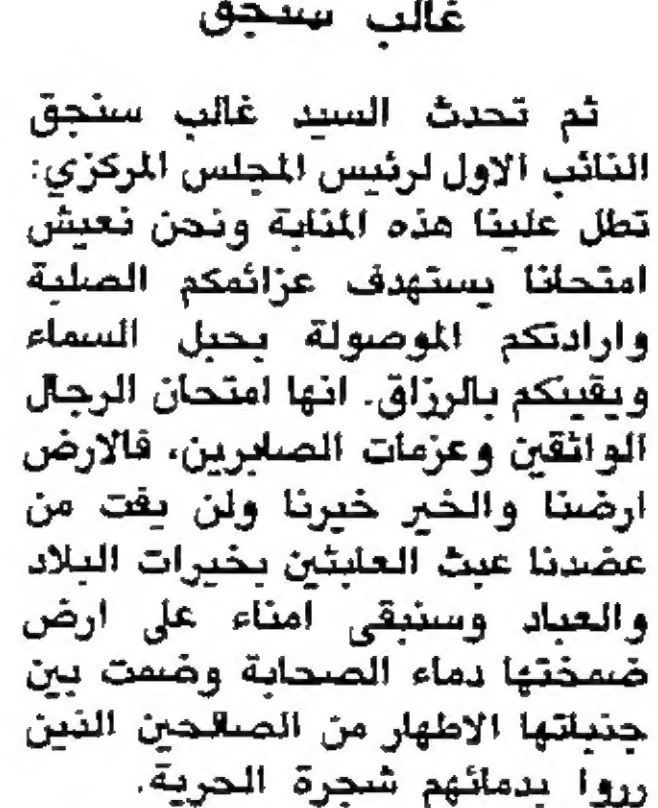 غالب سنجق
ثم تحدث السيد غالب سنجق
النائب الاول لرئيس المجلس المركزي:
تطل علينا هذه المنابة ونحن نعيش
امتحانا يستهدف عزائمكم الصلبة
وارادتكم الموصولة بحبل السماء
ويقينكم بالرزاق. انها امتحان الرجال
الواثقين وعزمات الصابرين، فالارض
ارضنا والخير خيرنا ولن يفت من
عضدنا عبث العابثين بخيرات البلاد
والعباد وسنبقى امناء على ارض
ضمختها دماء الصحابة وضمت بين
جنباتها الاطهار من الصالحين الذين
رووا بدمائهم شجرة الحرية.